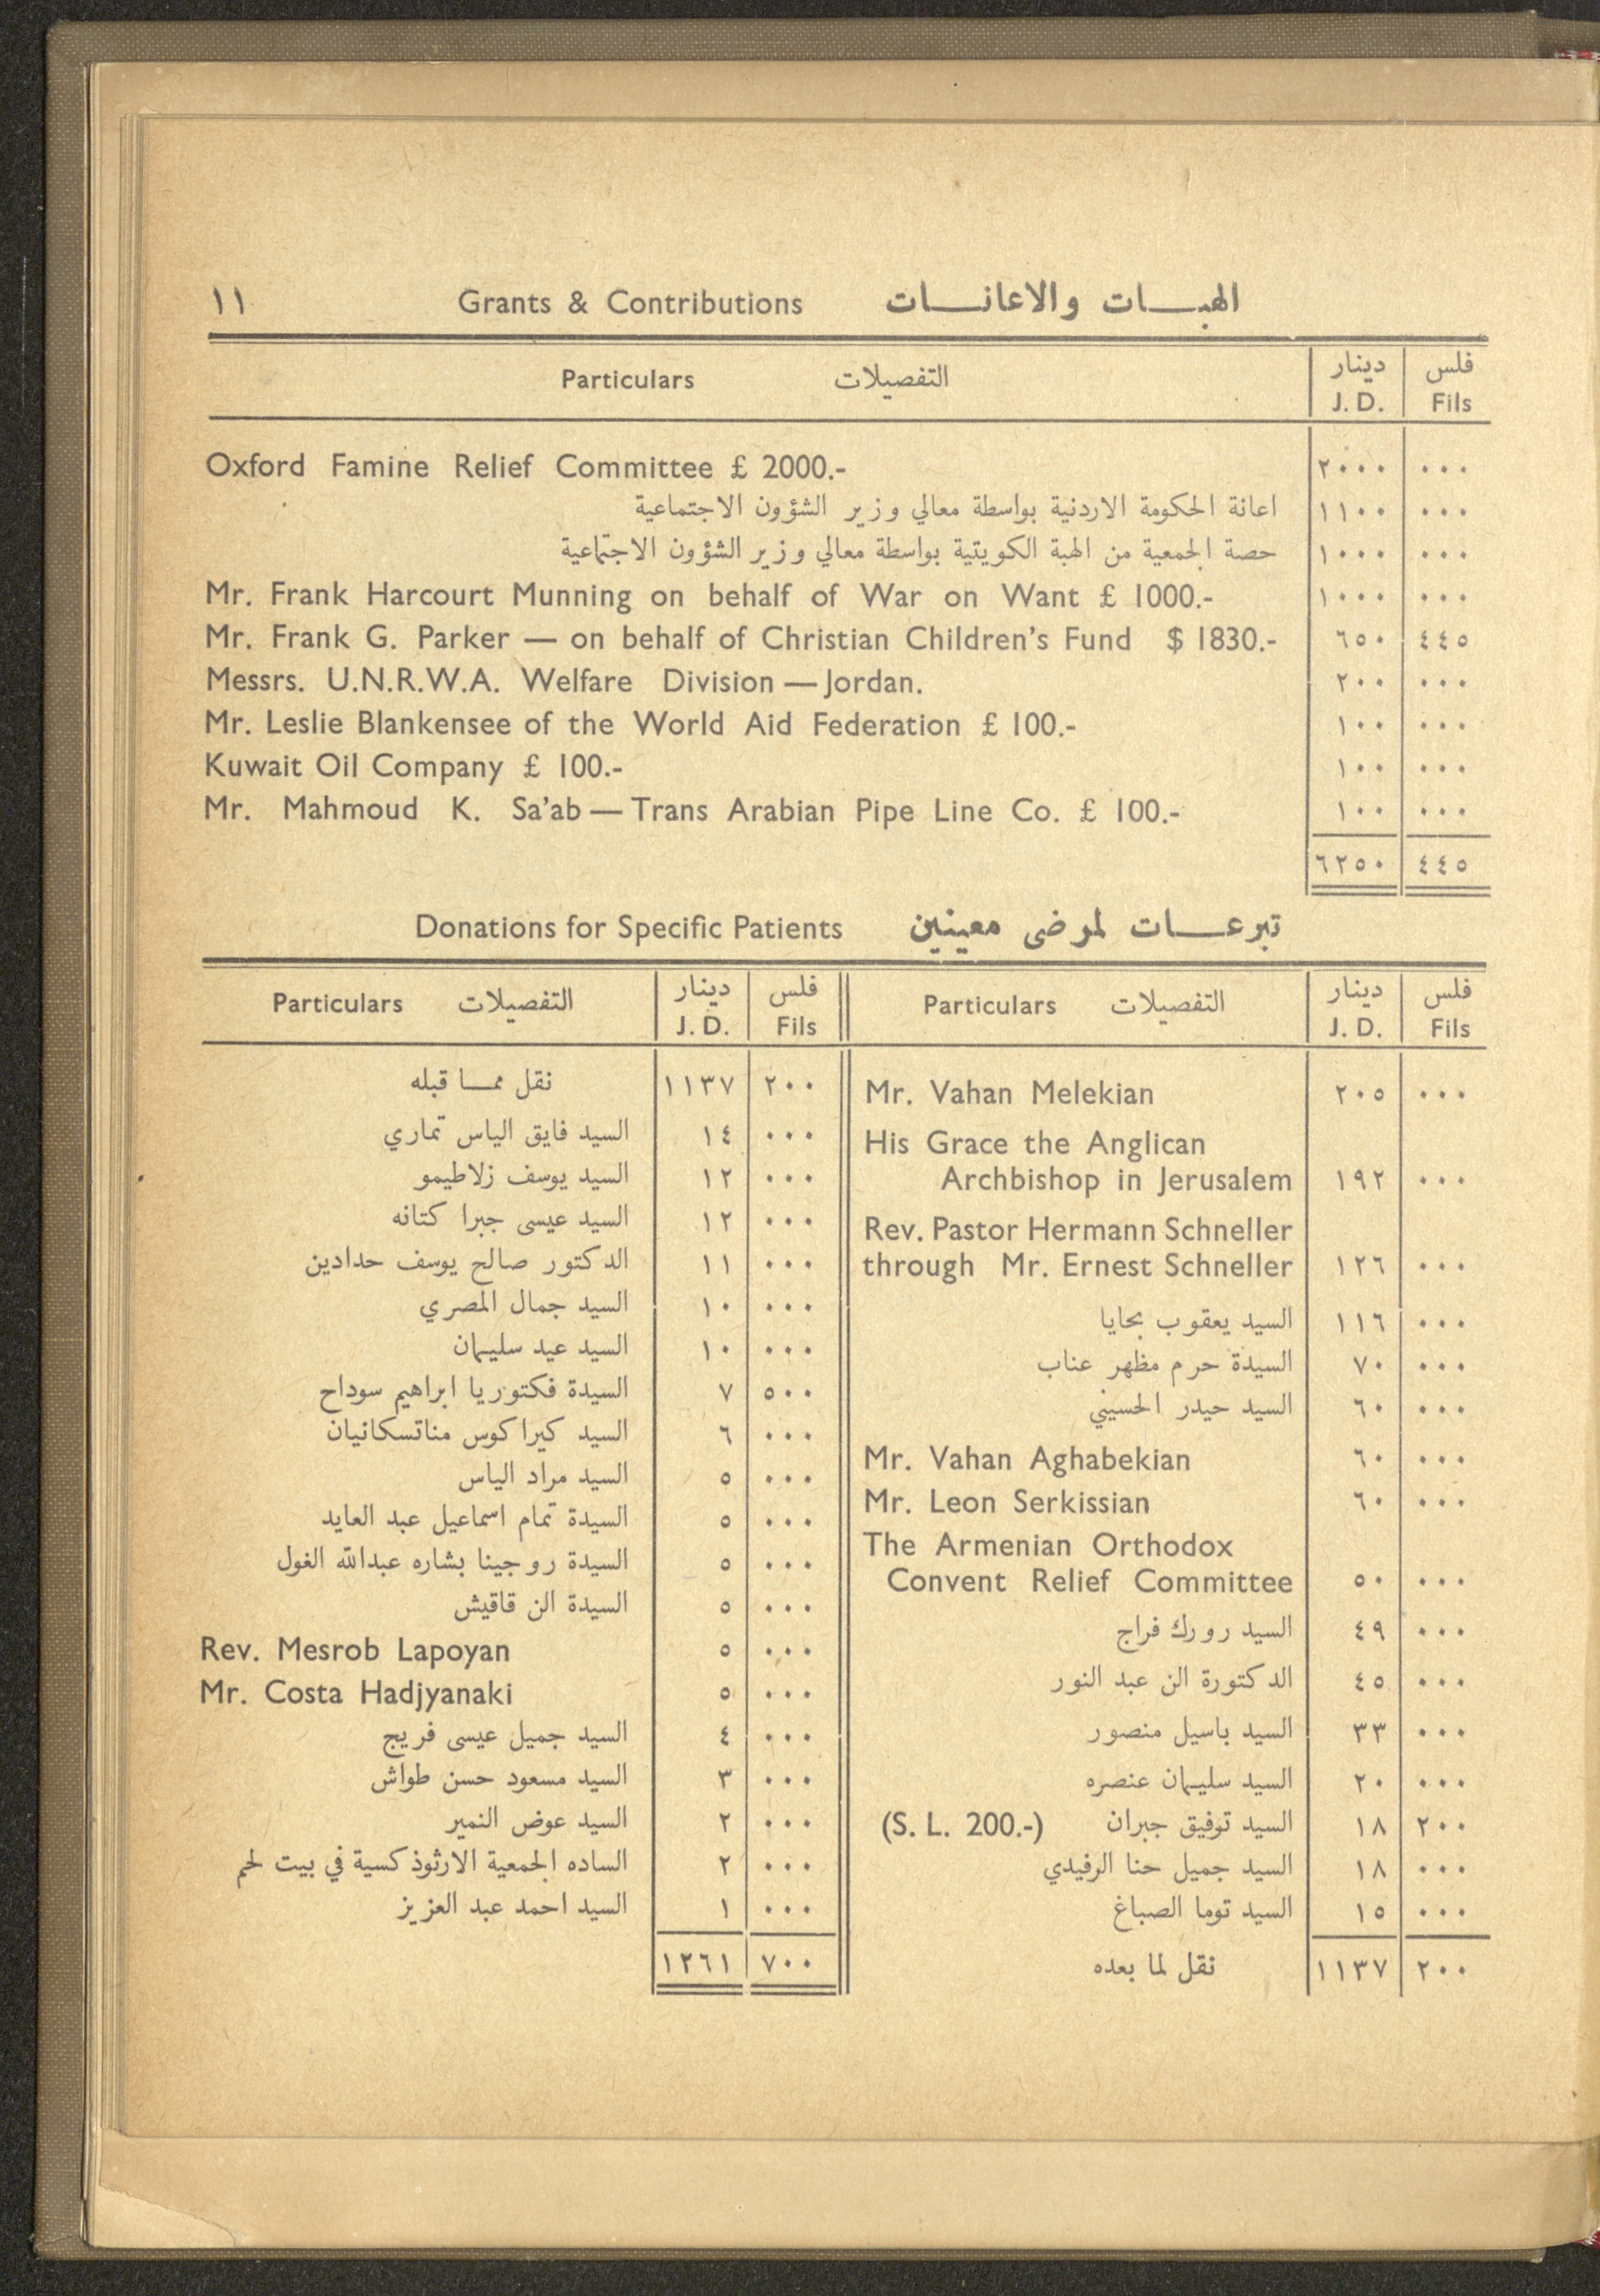 ١١ Grants & Contributions الهبـــات والاعانـــات
Particulars التفصيلات دينار فلس
J. D. Fils
Oxford Famine Relief Committee £ 2000.- ٢٠٠٠ ٠٠٠
اعانة الحكومة الاردنية بواسطة معالي وزير الشؤون الاجتماعية ١١٠٠ ٠٠٠
حصة الجمعية من الهبة الكويتية بواسطة معالي وزير الشؤون الاجتماعية ١٠٠٠ ٠٠٠
Mr. Frank Harcourt Munning on behalf of War on Want £ 1000.- ١٠٠٠ ٠٠٠
Mr. Frank G. Parker — on behalf of Christian Children's Fund $ 1830.- ٦٥٠ ٤٤٥
Messrs. U.N.R.W.A. Welfare Division — Jordan. ٢٠٠ ٠٠٠
Mr. Leslie Blankensee of the World Aid Federation £ 100.- ١٠٠ ٠٠٠
Kuwait Oil Company £ 100.- ١٠٠ ٠٠٠
Mr. Mahmoud K. Sa'ab — Trans Arabian Pipe Line Co. £ 100.- ١٠٠ ٠٠٠
٦٢٥٠ ٤٤٥
Donations for Specific Patients تبرعـــات لمرضى معينين
Particulars التفصيلات دينار فلس
J. D. Fils
Mr. Vahan Melekian ٢٠٥ ٠٠٠
His Grace the Anglican
Archbishop in Jerusalem ١٩٢ ٠٠٠
Rev. Pastor Hermann Schneller
through Mr. Ernest Schneller ١٢٦ ٠٠٠
السيد يعقوب بحايا ١١٦ ٠٠٠
السيدة حرم مظهر عناب ٧٠ ٠٠٠
السيد حيدر الحسيني ٦٠ ٠٠٠
Mr. Vahan Aghabekian ٦٠ ٠٠٠
Mr. Leon Serkissian ٦٠ ٠٠٠
The Armenian Orthodox
Convent Relief Committee ٥٠ ٠٠٠
السيد رورك فراج ٤٩ ٠٠٠
الدكتورة الن عبد النور ٤٥ ٠٠٠
السيد باسيل منصور ٣٣ ٠٠٠
السيد سليمان عنصره ٢٠ ٠٠٠
السيد توفيق جبران (S. L. 200.-) ١٨ ٢٠٠
السيد جميل حنا الرفيدي ١٨ ٠٠٠
السيد توما الصباغ ١٥ ٠٠٠
نقل لما بعده ١١٣٧ ٢٠٠
Particulars التفصيلات دينار فلس
J. D. Fils
نقل ممـــا قبله ١١٣٧ ٢٠٠
السيد فايق الياس تماري ١٤ ٠٠٠
السيد يوسف زلاطيمو ١٢ ٠٠٠
السيد عيسى جبرا كتانه ١٢ ٠٠٠
الدكتور صالح يوسف حدادين ١١ ٠٠٠
السيد جمال المصري ١٠ ٠٠٠
السيد عيد سليمان ١٠ ٠٠٠
السيدة فكتوريا ابراهيم سوداح ٧ ٥٠٠
السيد كيراكوس مناتسكانيان ٦ ٠٠٠
السيد مراد الياس ٥ ٠٠٠
السيدة تمام اسماعيل عبد العايد ٥ ٠٠٠
السيدة روجينا بشاره عبدالله الغول ٥ ٠٠٠
السيدة الن قاقيش ٥ ٠٠٠
Rev. Mesrob Lapoyan ٥ ٠٠٠
Mr. Costa Hadjyanaki ٥ ٠٠٠
السيد جميل عيسى فريج ٤ ٠٠٠
السيد مسعود حسن طواش ٣ ٠٠٠
السيد عوض النمير ٢ ٠٠٠
الساده الجمعية الارثوذكسية في بيت لحم ٢ ٠٠٠
السيد احمد عبد العزيز ١ ٠٠٠
١٢٦١ ٧٠٠